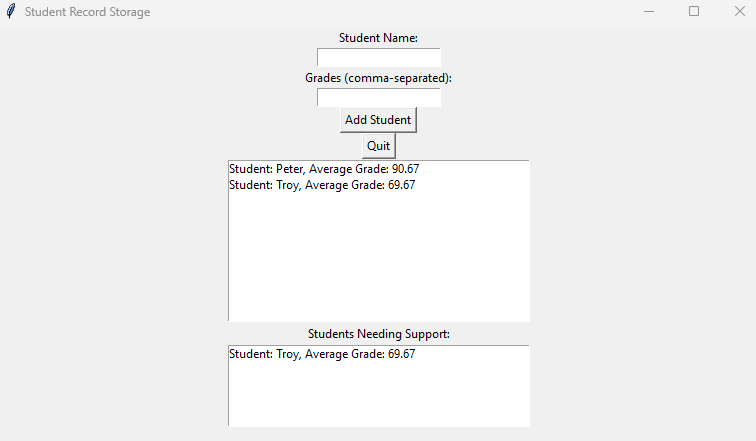 Student Record Storage
Student Name:
Grades (comma-separated):
Add Student
Quit
Student: Peter, Average Grade: 90.67
Student: Troy, Average Grade: 69.67
Students Needing Support:
Student: Troy, Average Grade: 69.67